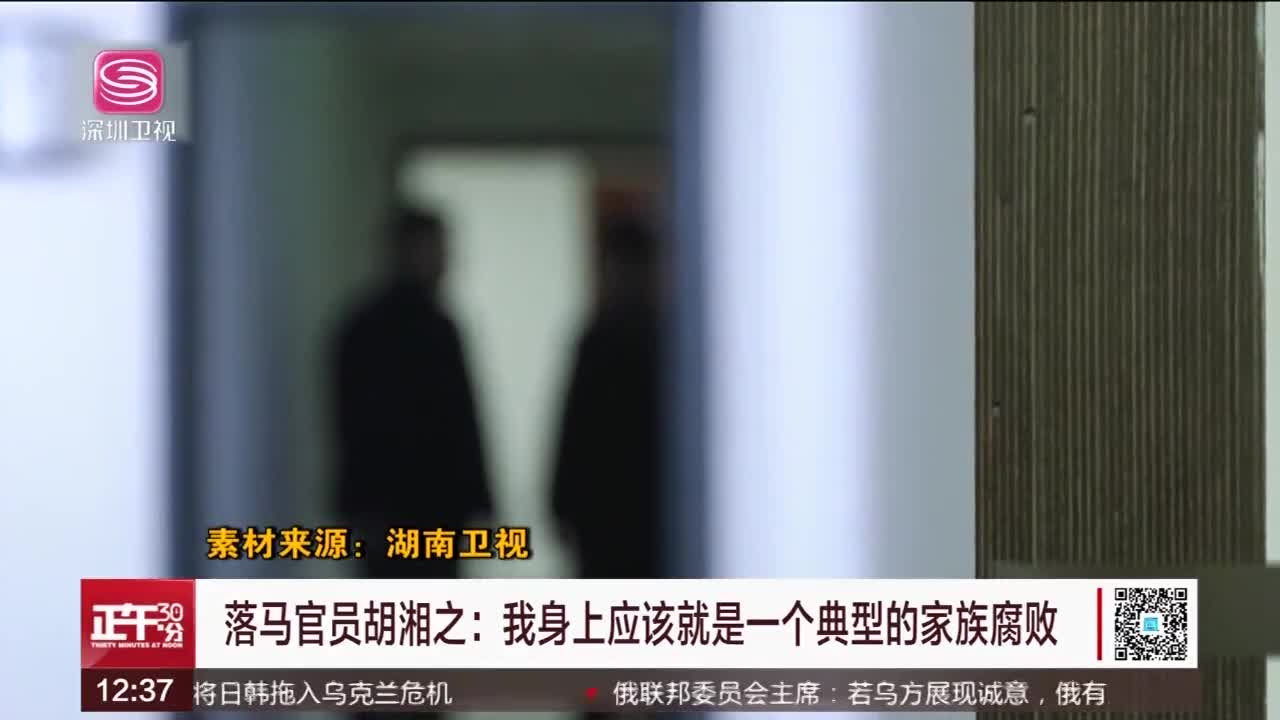 深圳卫视
素材来源：湖南卫视
正午30分
THIRTY MINUTES AT NOON
落马官员胡湘之：我身上应该就是一个典型的家族腐败
12:37
将日韩拖入乌克兰危机
俄联邦委员会主席：若乌方展现诚意，俄有